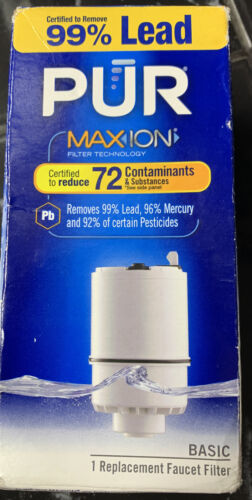 Certified to Remove
99% Lead
PUR
MAXION
FILTER TECHNOLOGY
Certified to reduce 72 Contaminants & Substances
*See side panel
Pb
Removes 99% Lead, 96% Mercury
and 92% of certain Pesticides
BASIC
1 Replacement Faucet Filter